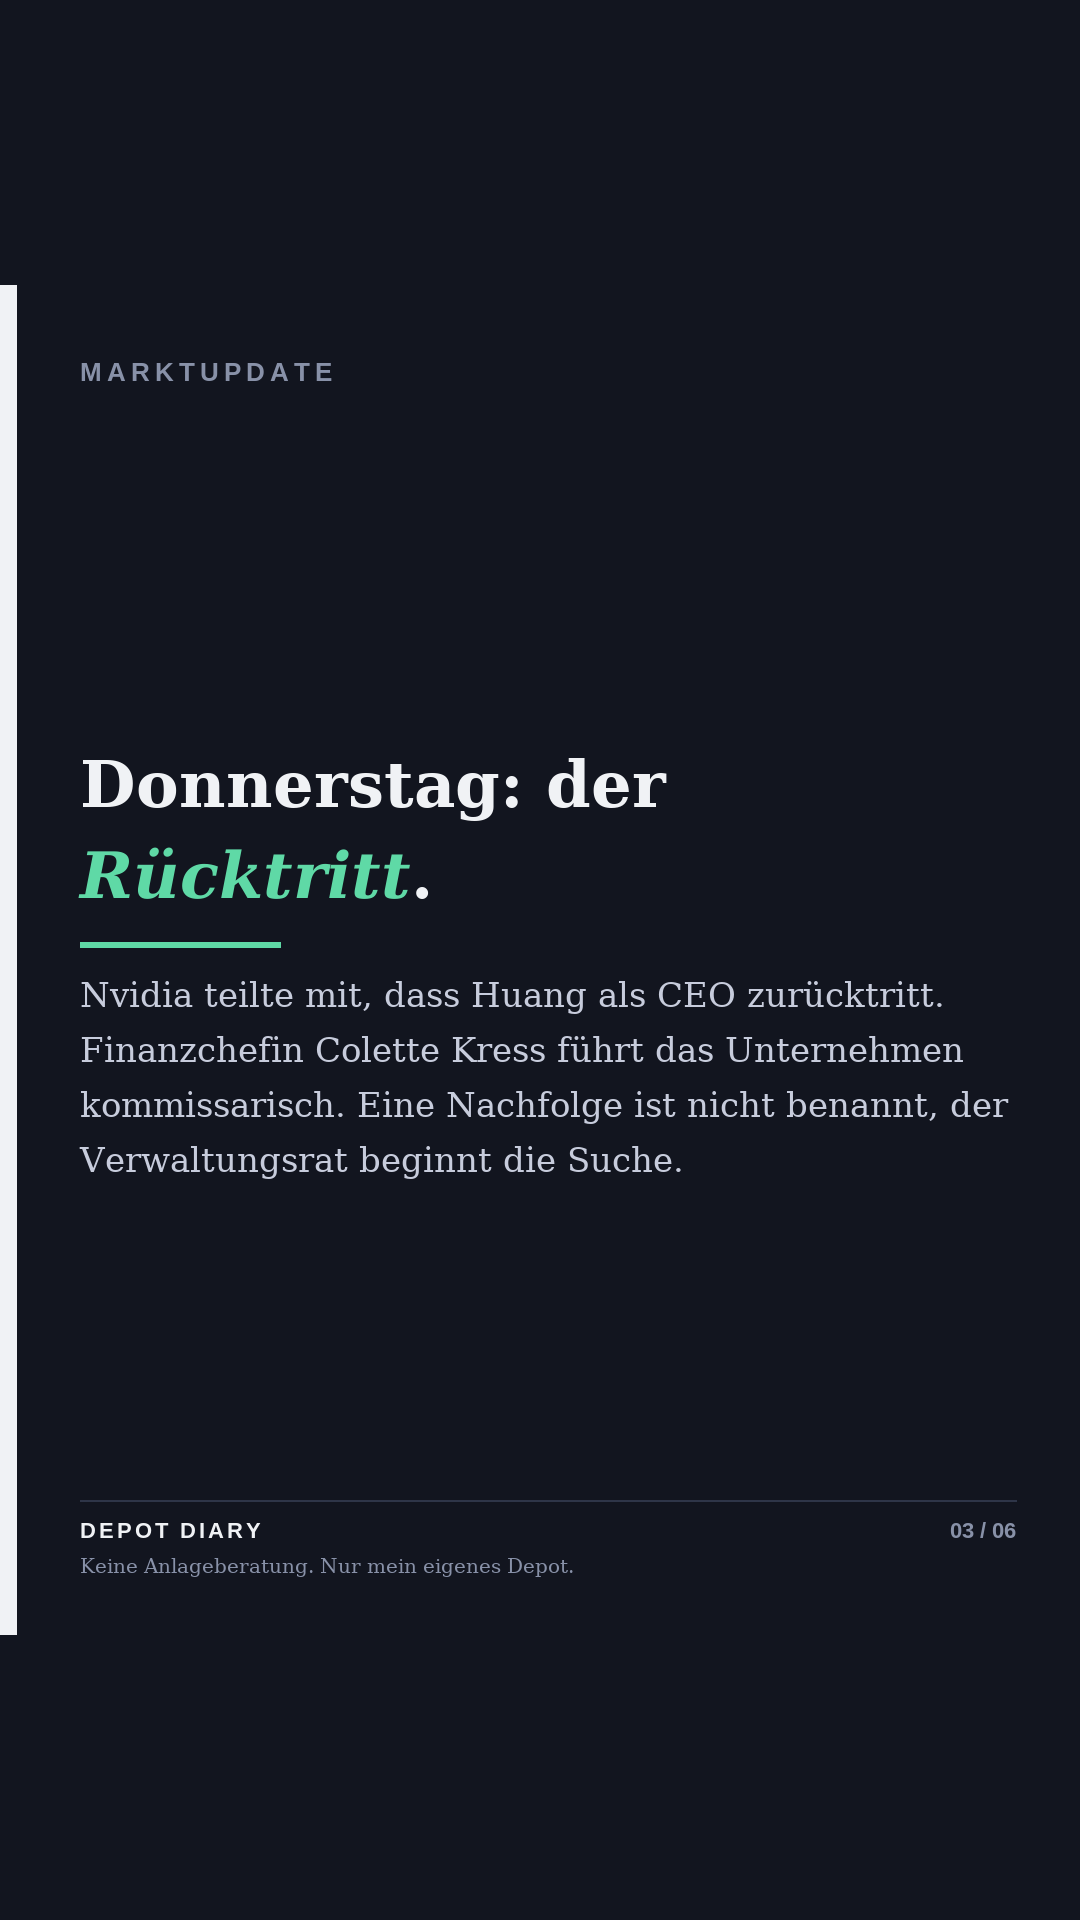 MARKTUPDATE
Donnerstag: der
Rücktritt.
Nvidia teilte mit, dass Huang als CEO zurücktritt.
Finanzchefin Colette Kress führt das Unternehmen
kommissarisch. Eine Nachfolge ist nicht benannt, der
Verwaltungsrat beginnt die Suche.
DEPOT DIARY
03 / 06
Keine Anlageberatung. Nur mein eigenes Depot.